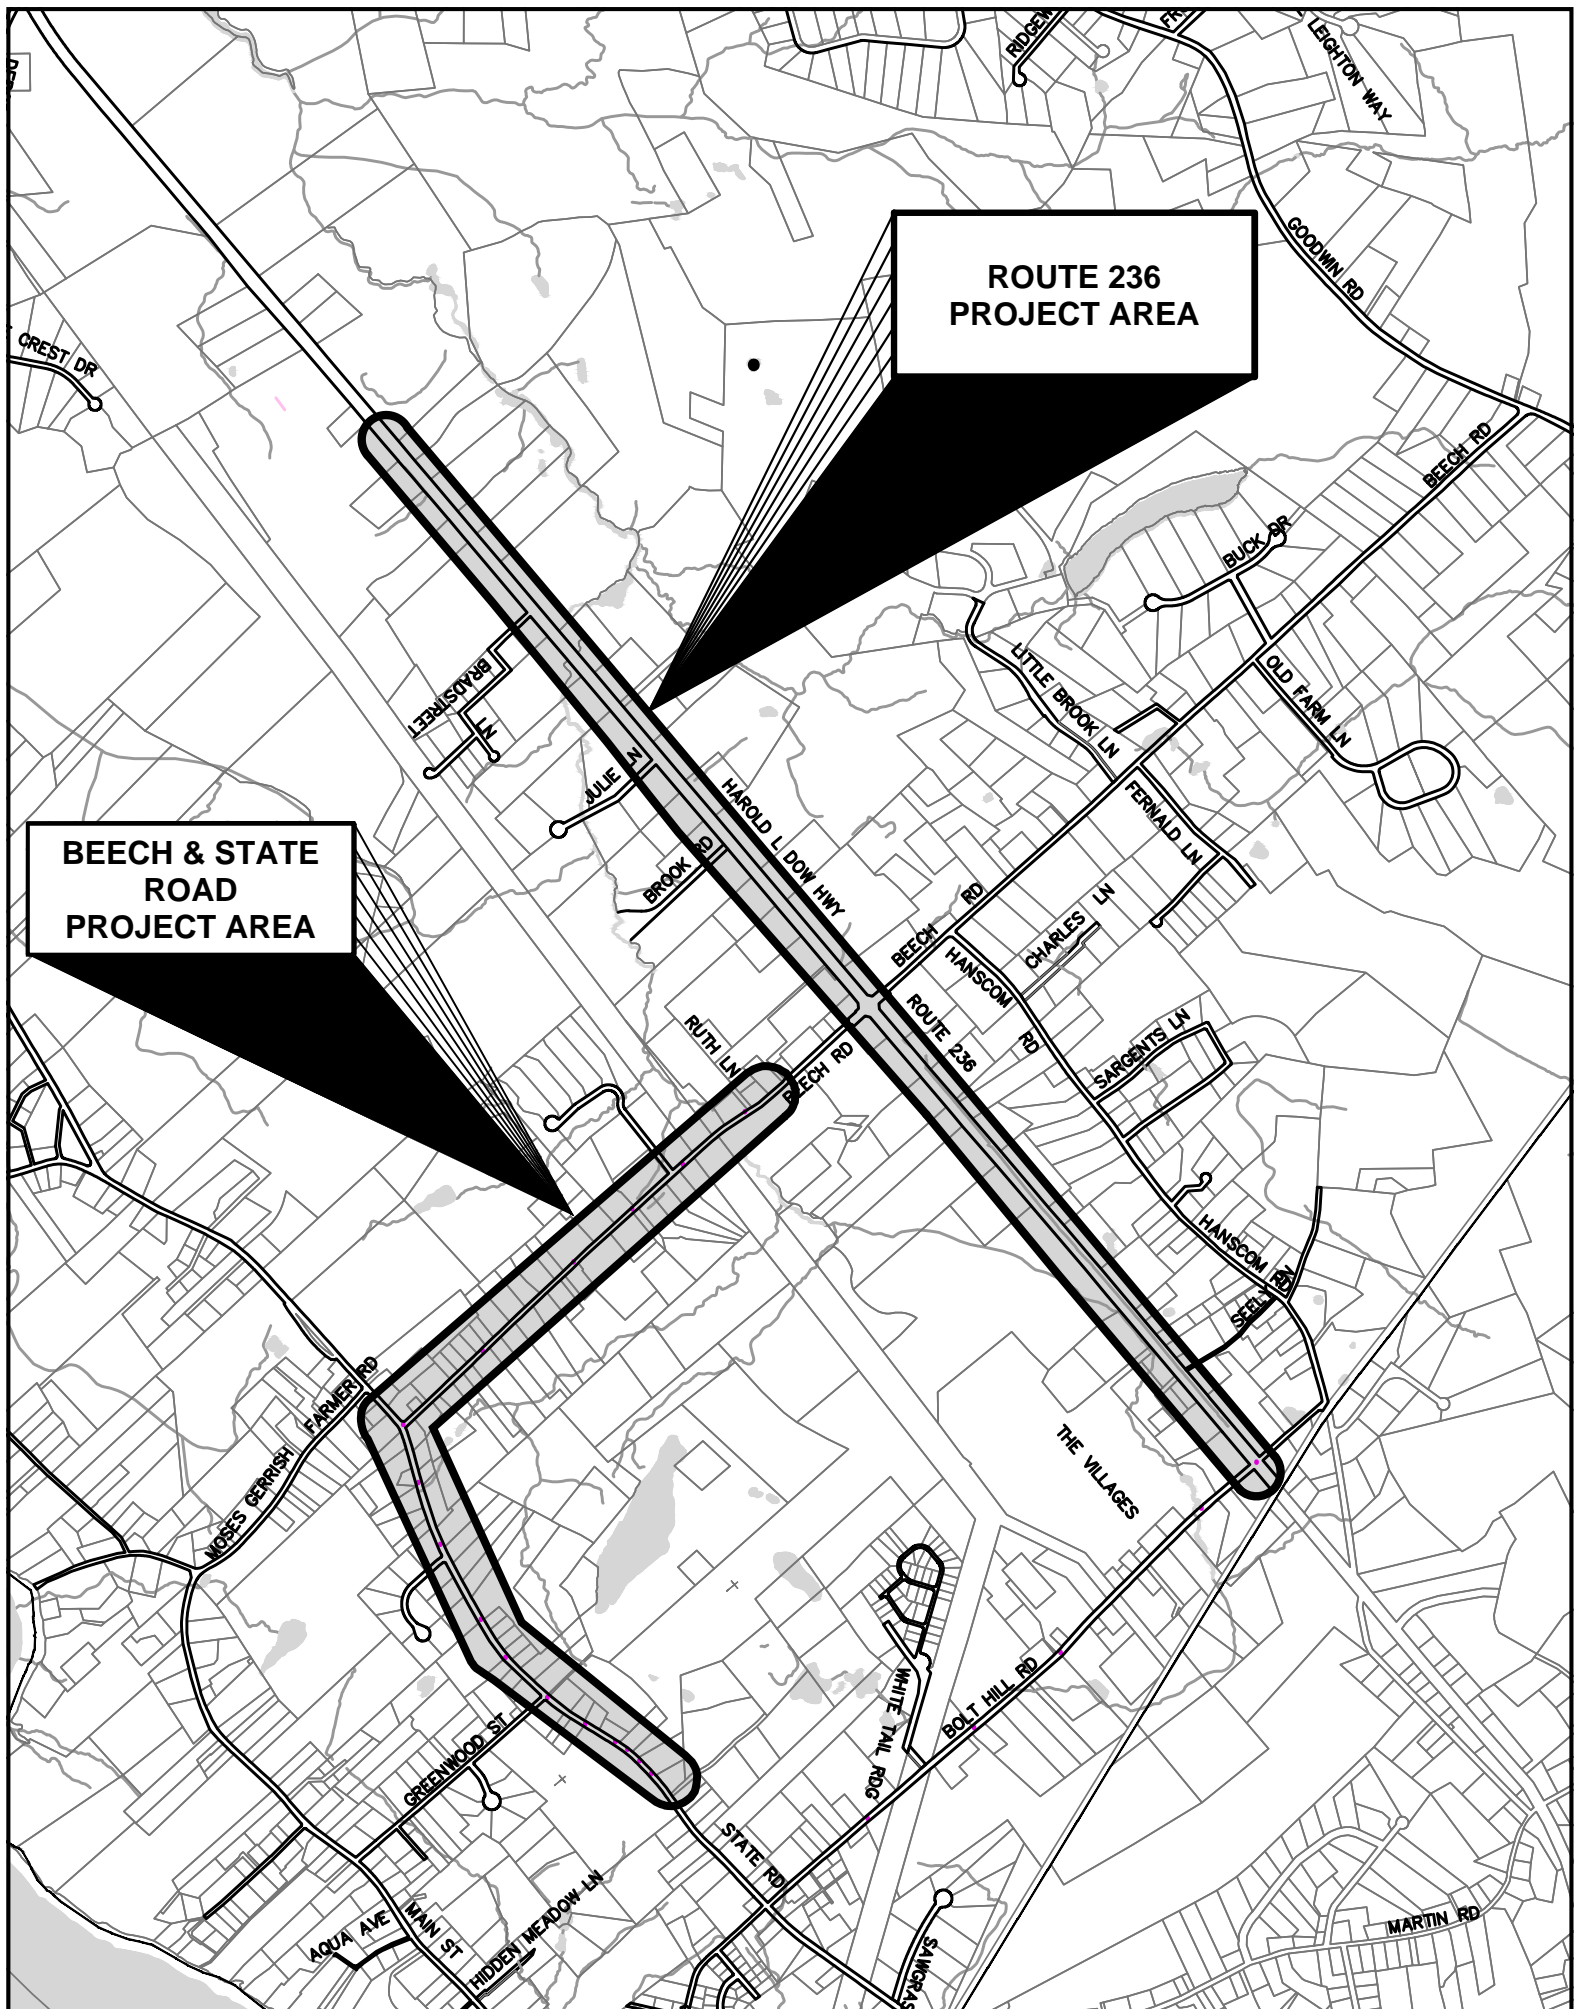 RIDGEW
FR
LEIGHTON WAY
GOODWIN RD
ROUTE 236
PROJECT AREA
CREST DR
BEECH RD
BUCK DR
LITTLE BROOK LN
OLD FARM LN
BRADSTREET
LN
JULIE
HAROLD L DOW HWY
FERNALD LN
BROOK RD
BEECH & STATE
ROAD
PROJECT AREA
BEECH RD
CHARLES LN
HANSCOM RD
ROUTE 236
RUTH LN
BEECH RD
SARGENTS LN
HANSCOM RD
SEELY
MOSES GERRISH FARMER RD
THE VILLAGES
WHITE TAIL RDG
BOLT HILL RD
GREENWOOD ST
STATE RD
AQUA AVE
MAIN ST
HIDDEN MEADOW LN
SAWGRAS
MARTIN RD